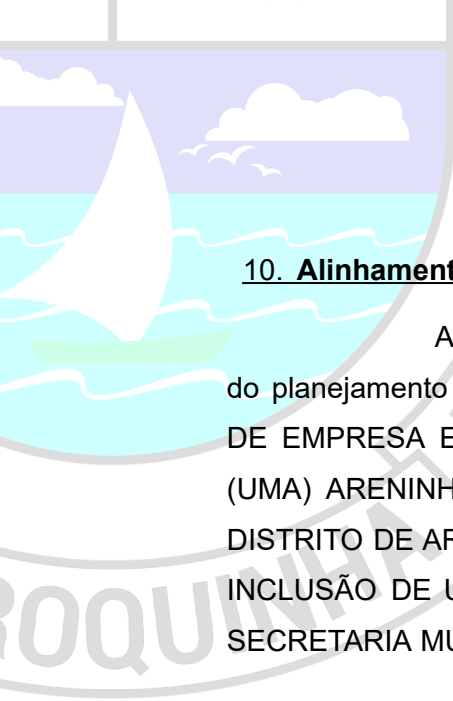 10. Alinhament
A
do planejamento
DE EMPRESA E
(UMA) ARENINH
DISTRITO DE AR
INCLUSÃO DE U
SECRETARIA MU
ROQUINHA